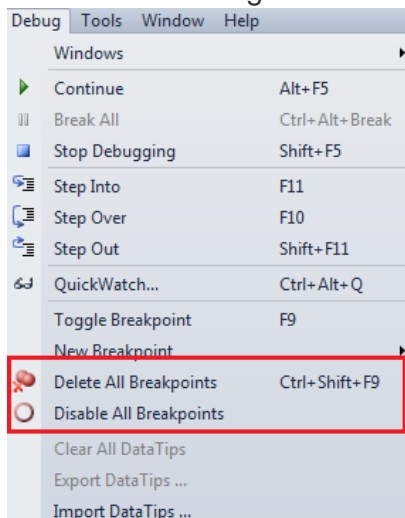 Debug Tools Window Help
Windows
Continue Alt+F5
Break All Ctrl+Alt+Break
Stop Debugging Shift+F5
Step Into F11
Step Over F10
Step Out Shift+F11
QuickWatch... Ctrl+Alt+Q
Toggle Breakpoint F9
New Breakpoint
Delete All Breakpoints Ctrl+Shift+F9
Disable All Breakpoints
Clear All DataTips
Export DataTips ...
Import DataTips ...